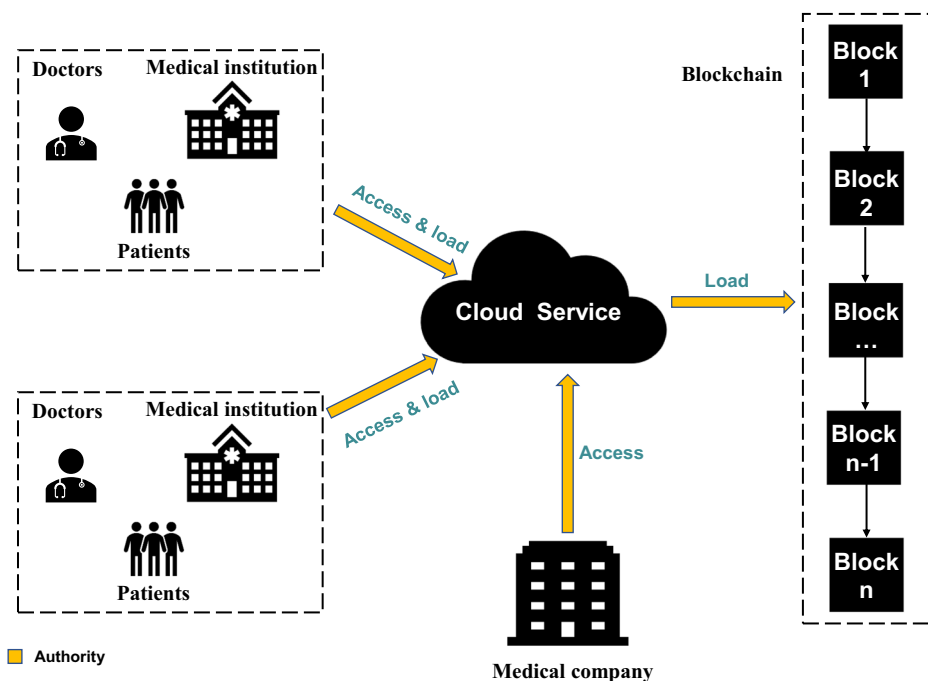 Doctors
Medical institution
Patients
Access & load
Doctors
Medical institution
Patients
Access & load
Cloud Service
Access
Medical company
Load
Blockchain
Block
1
Block
2
Block
...
Block
n-1
Block
n
Authority